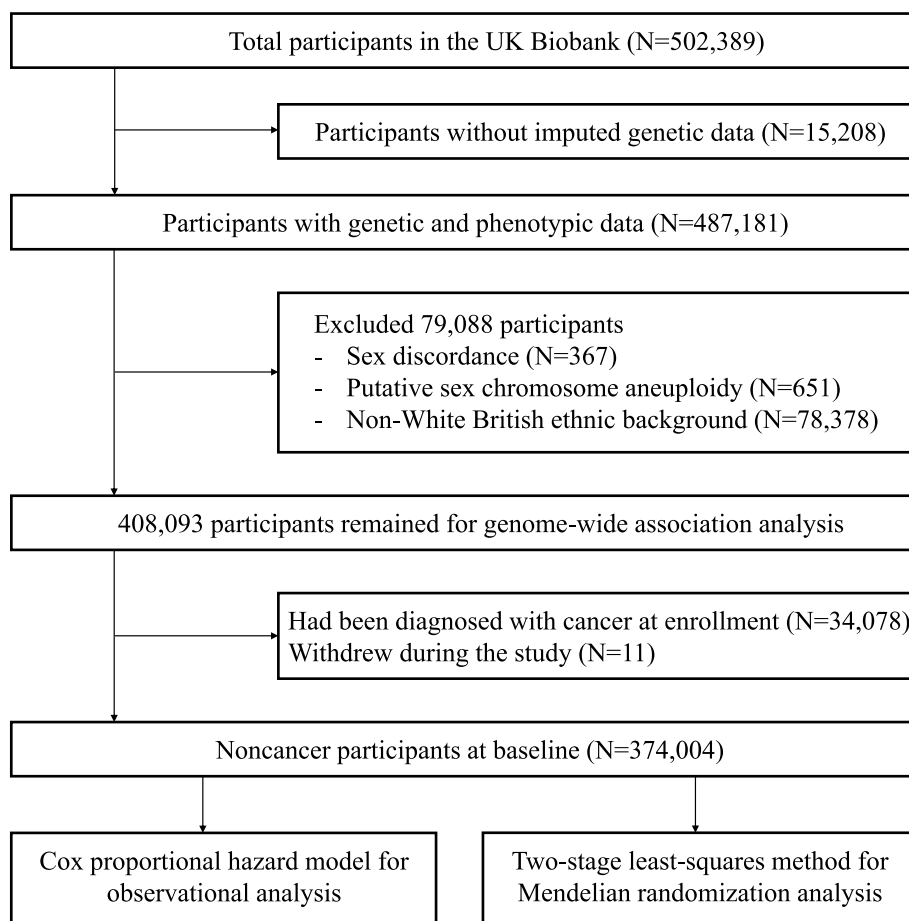 Total participants in the UK Biobank (N=502,389)
Participants without imputed genetic data (N=15,208)
Participants with genetic and phenotypic data (N=487,181)
Excluded 79,088 participants
- Sex discordance (N=367)
- Putative sex chromosome aneuploidy (N=651)
- Non-White British ethnic background (N=78,378)
408,093 participants remained for genome-wide association analysis
Had been diagnosed with cancer at enrollment (N=34,078)
Withdrew during the study (N=11)
Noncancer participants at baseline (N=374,004)
Cox proportional hazard model for
observational analysis
Two-stage least-squares method for
Mendelian randomization analysis